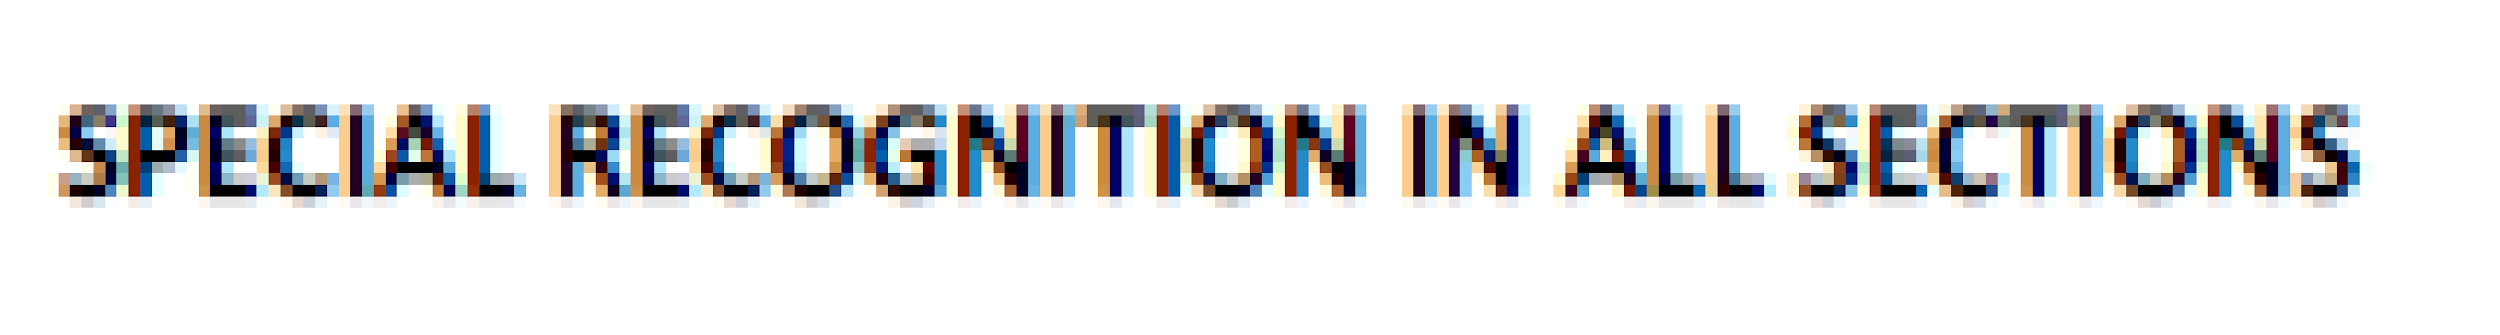 SPECIAL RECOGNITION IN ALL SECTIONS